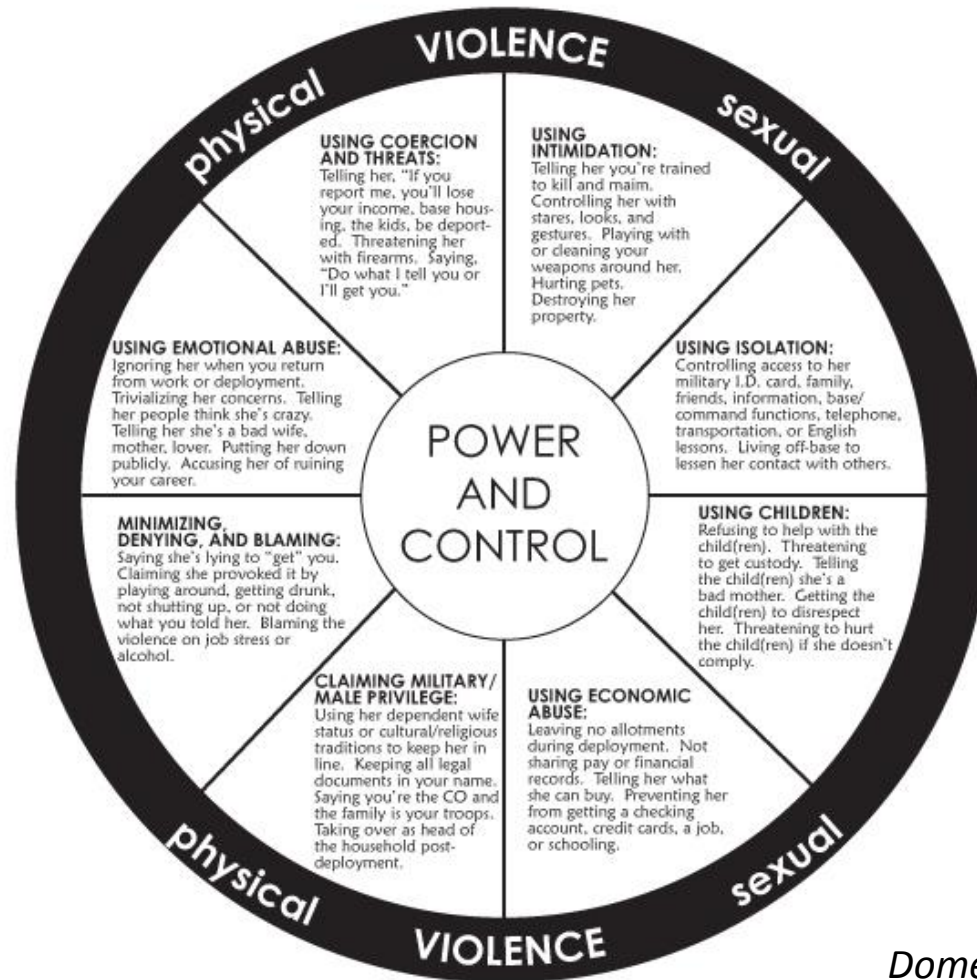 VIOLENCE
physical
sexual
USING COERCION
AND THREATS:
Telling her, “If you
report me, you’ll lose
your income, base hous-
ing, the kids, be deport-
ed. Threatening her
with firearms. Saying,
“Do what I tell you or
I’ll get you.”
USING
INTIMIDATION:
Telling her you’re trained
to kill and maim.
Controlling her with
stares, looks, and
gestures. Playing with
or cleaning your
weapons around her.
Hurting pets.
Destroying her
property.
USING EMOTIONAL ABUSE:
Ignoring her when you return
from work or deployment.
Trivializing her concerns. Telling
her people think she’s crazy.
Telling her she’s a bad wife,
mother, lover. Putting her down
publicly. Accusing her of ruining
your career.
USING ISOLATION:
Controlling access to her
military I.D. card, family,
friends, information, base/
command functions, telephone,
transportation, or English
lessons. Living off-base to
lessen her contact with others.
POWER
AND
CONTROL
MINIMIZING,
DENYING, AND BLAMING:
Saying she’s lying to “get” you.
Claiming she provoked it by
playing around, getting drunk,
not shutting up, or not doing
what you told her. Blaming the
violence on job stress or
alcohol.
USING CHILDREN:
Refusing to help with the
child(ren). Threatening
to get custody. Telling
the child(ren) she’s a
bad mother. Getting the
child(ren) to disrespect
her. Threatening to hurt
the child(ren) if she doesn’t
comply.
CLAIMING MILITARY/
MALE PRIVILEGE:
Using her dependent wife
status or cultural/religious
traditions to keep her in
line. Keeping all legal
documents in your name.
Saying you’re the CO and
the family is your troops.
Taking over as head of
the household post-
deployment.
USING ECONOMIC
ABUSE:
Leaving no allotments
during deployment. Not
sharing pay or financial
records. Telling her what
she can buy. Preventing her
from getting a checking
account, credit cards, a job,
or schooling.
physical
sexual
VIOLENCE